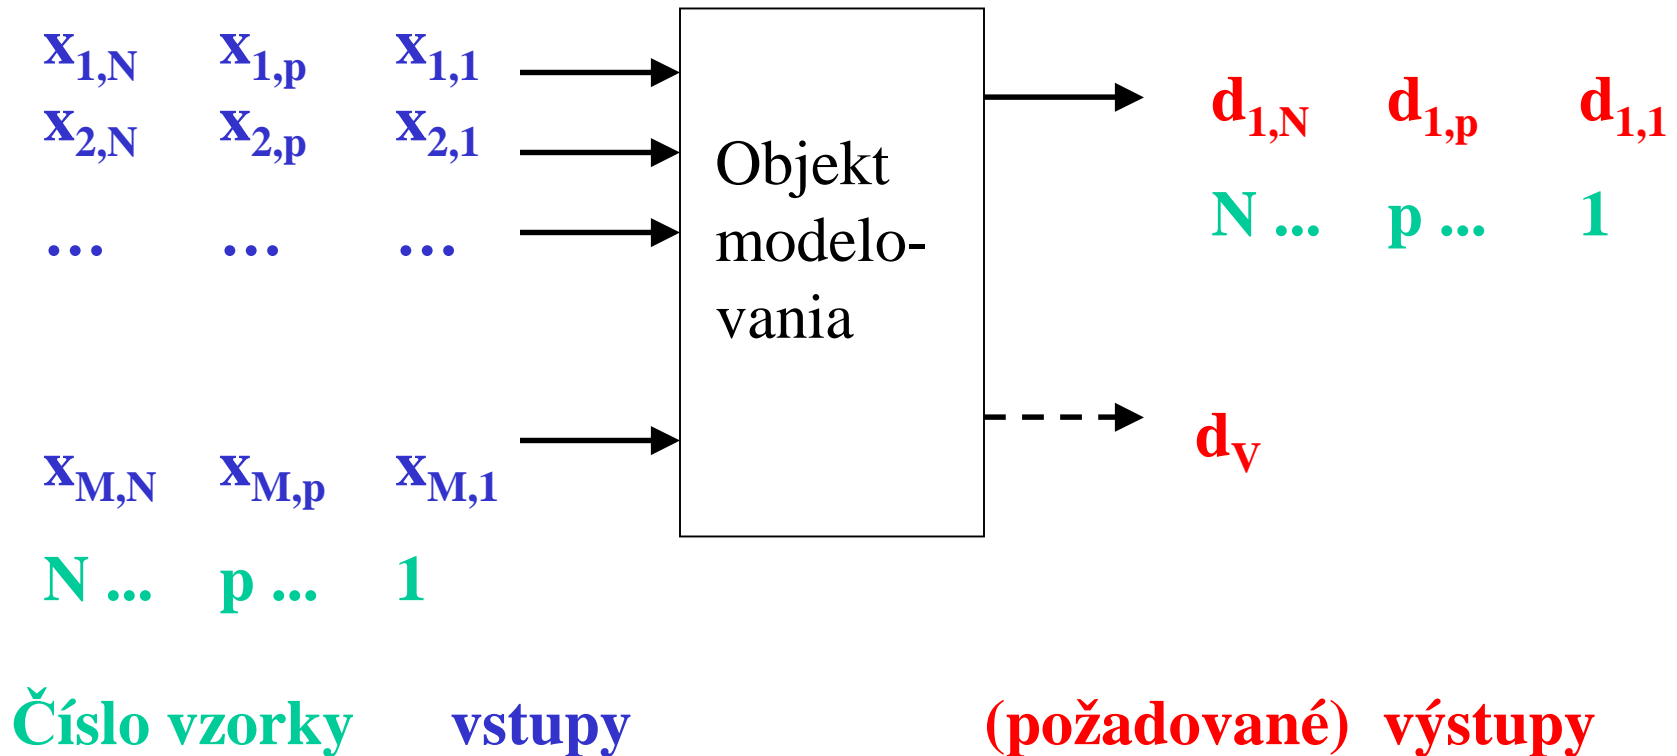 x1,N x1,p x1,1
x2,N x2,p x2,1
... ... ...
xM,N xM,p xM,1
N ... p ... 1
Objekt
modelo-
vania
d1,N d1,p d1,1
N ... p ... 1
dV
Číslo vzorky vstupy (požadované) výstupy